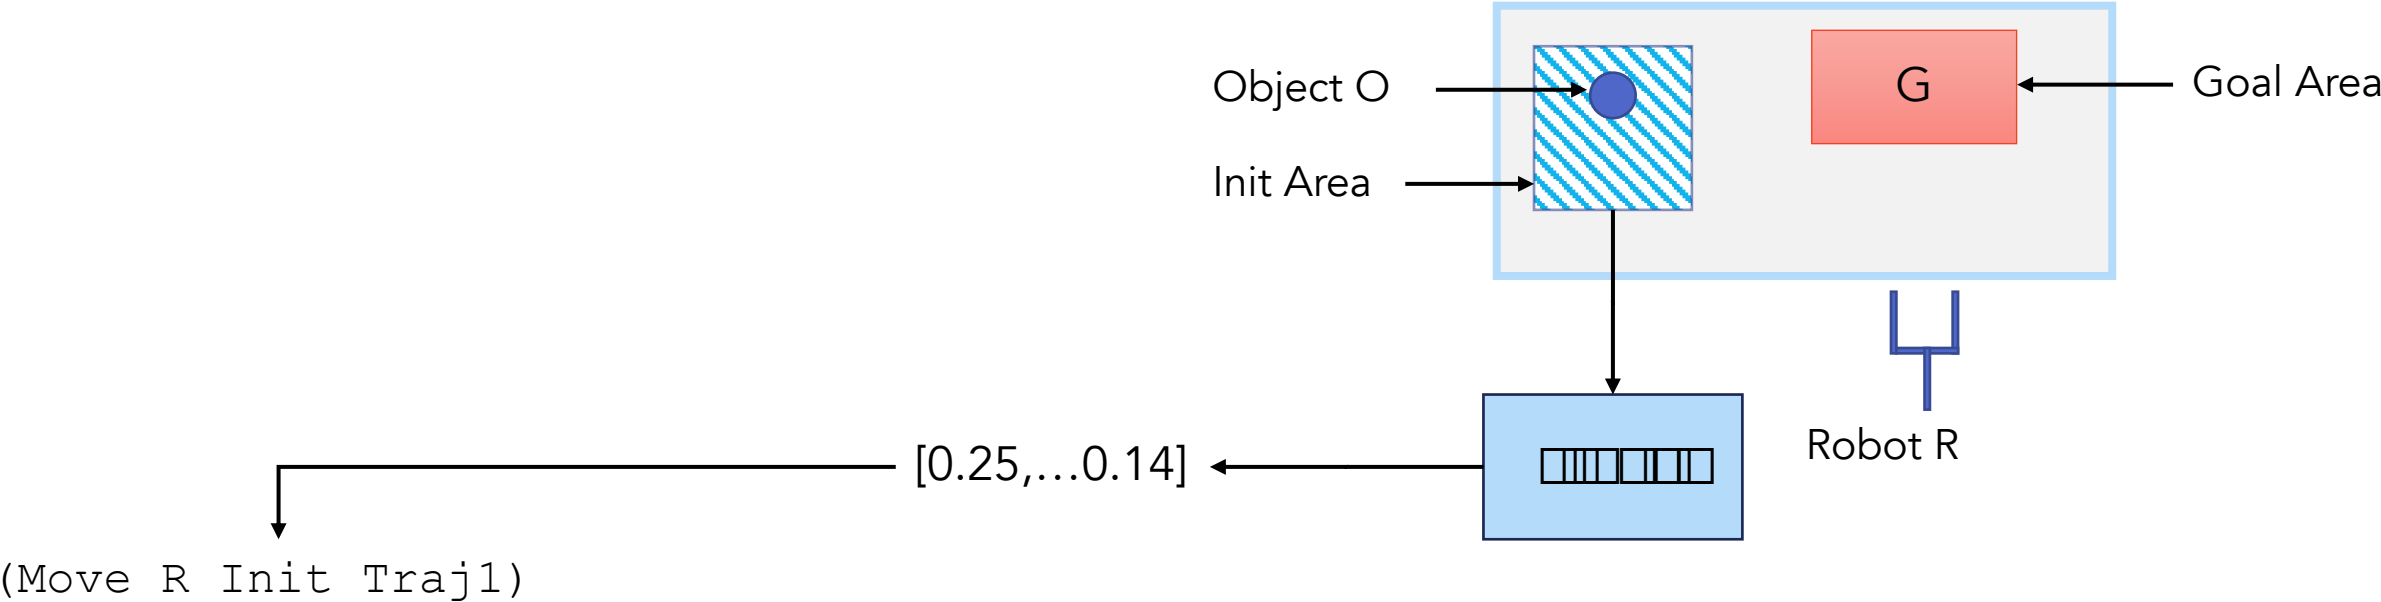 Object O
G
Goal Area
Init Area
Robot R
[0.25,...0.14]
(Move R Init Traj1)